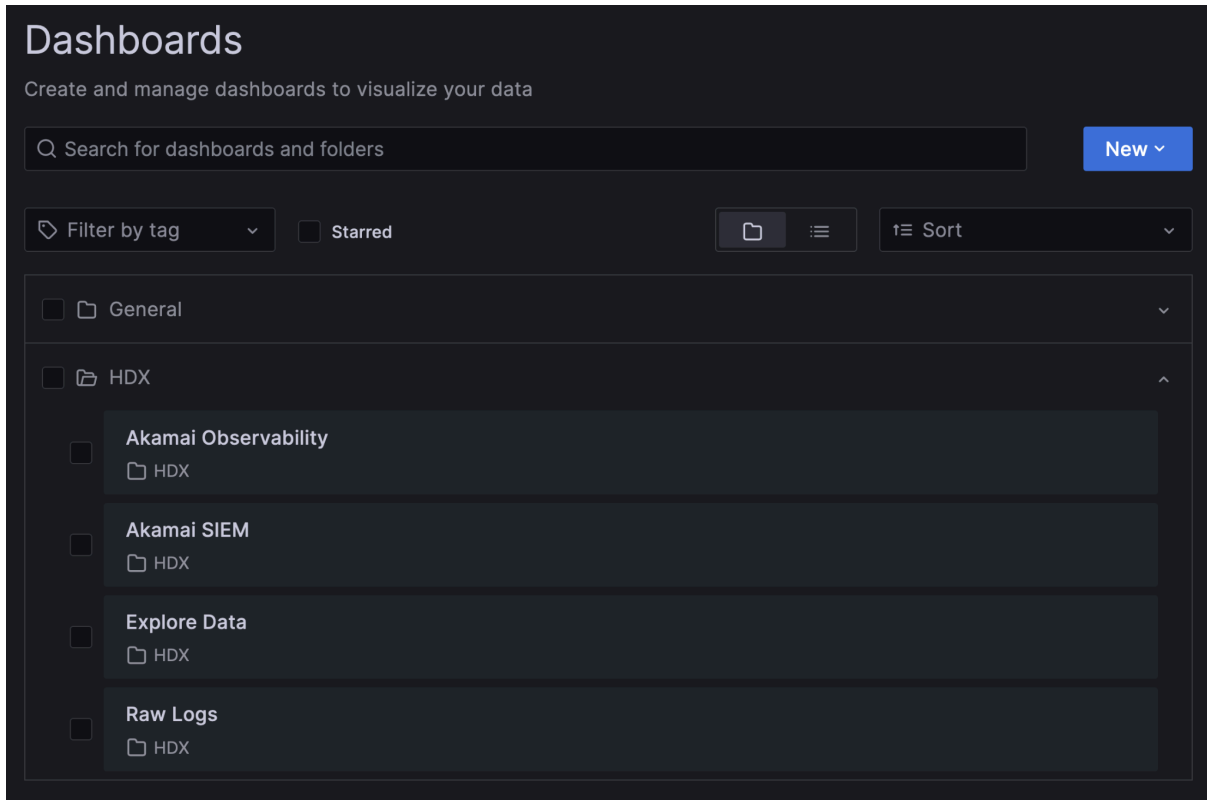 Dashboards
Create and manage dashboards to visualize your data
Search for dashboards and folders
New
Filter by tag
Starred
Sort
General
HDX
Akamai Observability
HDX
Akamai SIEM
HDX
Explore Data
HDX
Raw Logs
HDX